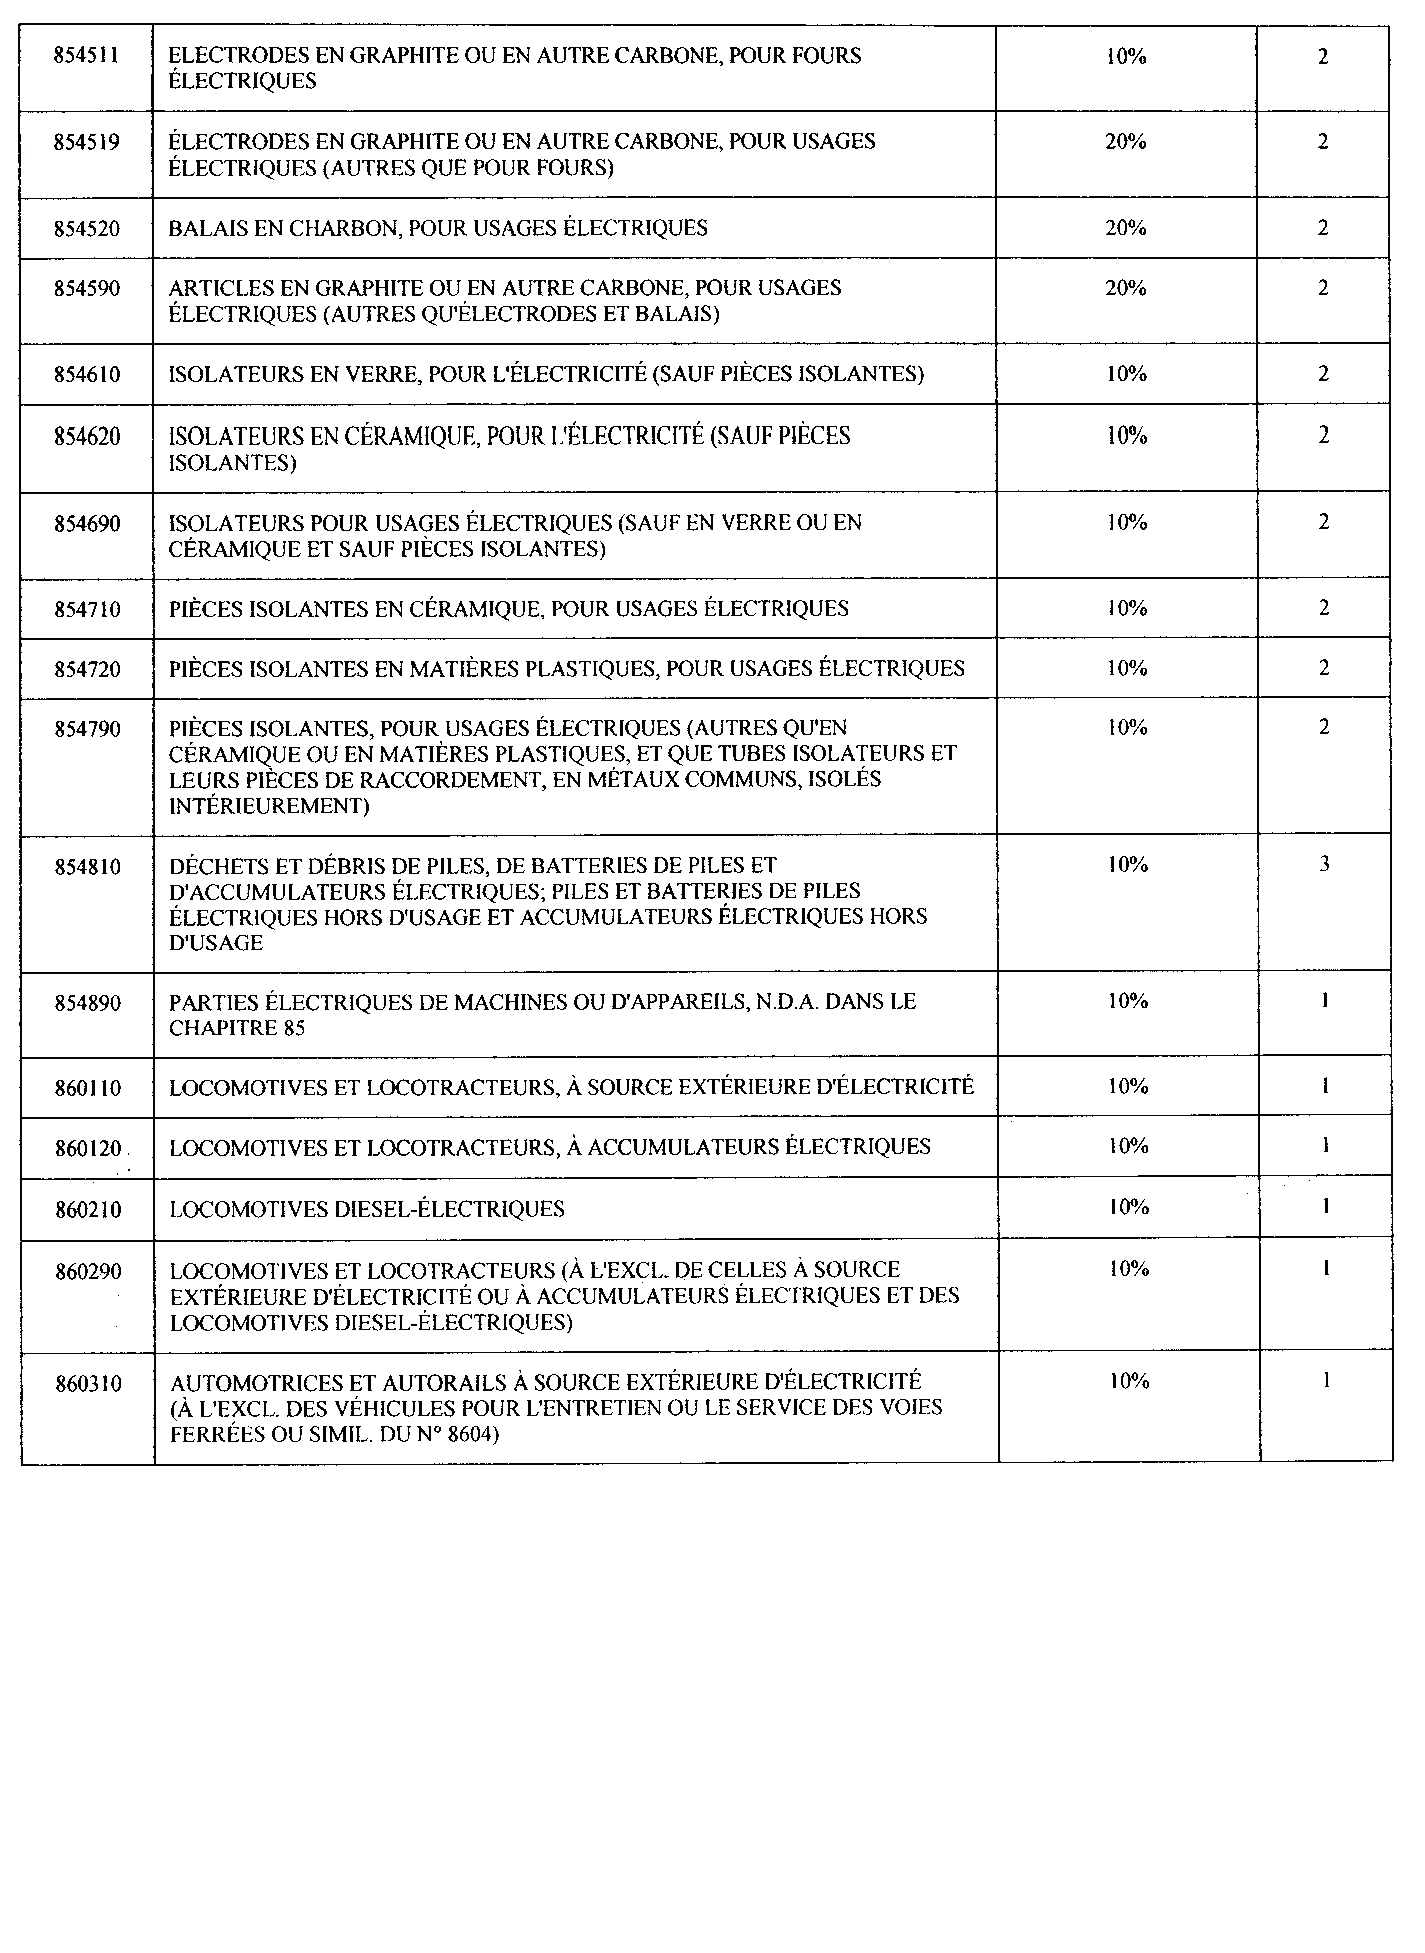 854511 ELECTRODES EN GRAPHITE OU EN AUTRE CARBONE, POUR FOURS 10% 2
ÉLECTRIQUES
854519 ÉLECTRODES EN GRAPHITE OU EN AUTRE CARBONE, POUR USAGES 20% 2
ÉLECTRIQUES (AUTRES QUE POUR FOURS)
854520 BALAIS EN CHARBON, POUR USAGES ÉLECTRIQUES 20% 2
854590 ARTICLES EN GRAPHITE OU EN AUTRE CARBONE, POUR USAGES 20% 2
ÉLECTRIQUES (AUTRES QU'ÉLECTRODES ET BALAIS)
854610 ISOLATEURS EN VERRE, POUR L'ÉLECTRICITÉ (SAUF PIÈCES ISOLANTES) 10% 2
854620 ISOLATEURS EN CÉRAMIQUE, POUR L'ÉLECTRICITÉ (SAUF PIÈCES 10% 2
ISOLANTES)
854690 ISOLATEURS POUR USAGES ÉLECTRIQUES (SAUF EN VERRE OU EN 10% 2
CÉRAMIQUE ET SAUF PIÈCES ISOLANTES)
854710 PIÈCES ISOLANTES EN CÉRAMIQUE, POUR USAGES ÉLECTRIQUES 10% 2
854720 PIÈCES ISOLANTES EN MATIÈRES PLASTIQUES, POUR USAGES ÉLECTRIQUES 10% 2
854790 PIÈCES ISOLANTES, POUR USAGES ÉLECTRIQUES (AUTRES QU'EN 10% 2
CÉRAMIQUE OU EN MATIÈRES PLASTIQUES, ET QUE TUBES ISOLATEURS ET
LEURS PIÈCES DE RACCORDEMENT, EN MÉTAUX COMMUNS, ISOLÉS
INTÉRIEUREMENT)
854810 DÉCHETS ET DÉBRIS DE PILES, DE BATTERIES DE PILES ET 10% 3
D'ACCUMULATEURS ÉLECTRIQUES; PILES ET BATTERIES DE PILES
ÉLECTRIQUES HORS D'USAGE ET ACCUMULATEURS ÉLECTRIQUES HORS
D'USAGE
854890 PARTIES ÉLECTRIQUES DE MACHINES OU D'APPAREILS, N.D.A. DANS LE 10% 1
CHAPITRE 85
860110 LOCOMOTIVES ET LOCOTRACTEURS, À SOURCE EXTÉRIEURE D'ÉLECTRICITÉ 10% 1
860120 LOCOMOTIVES ET LOCOTRACTEURS, À ACCUMULATEURS ÉLECTRIQUES 10% 1
860210 LOCOMOTIVES DIESEL-ÉLECTRIQUES 10% 1
860290 LOCOMOTIVES ET LOCOTRACTEURS (À L'EXCL. DE CELLES À SOURCE 10% 1
EXTÉRIEURE D'ÉLECTRICITÉ OU À ACCUMULATEURS ÉLECTRIQUES ET DES
LOCOMOTIVES DIESEL-ÉLECTRIQUES)
860310 AUTOMOTRICES ET AUTORAILS À SOURCE EXTÉRIEURE D'ÉLECTRICITÉ 10% 1
(À L'EXCL. DES VÉHICULES POUR L'ENTRETIEN OU LE SERVICE DES VOIES
FERRÉES OU SIMIL. DU N° 8604)